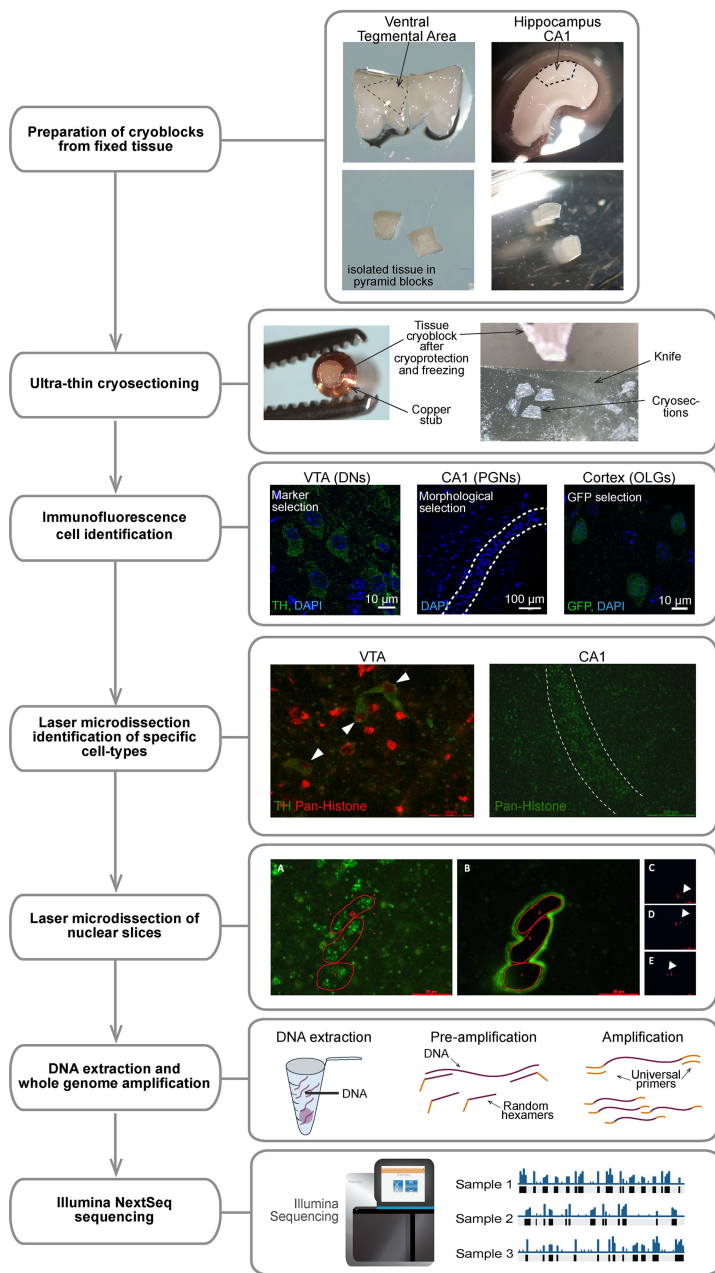 Ventral
Tegmental Area
Hippocampus
CA1
Preparation of cryoblocks
from fixed tissue
isolated tissue in
pyramid blocks
Ultra-thin cryosectioning
Tissue
cryoblock
after
cryoprotection
and freezing
Copper
stub
Knife
Cryosec-
tions
Immunofluorescence
cell identification
VTA (DNs)
CA1 (PGNs)
Cortex (OLGs)
Marker
selection
Morphological
selection
GFP selection
TH, DAPI
10 µm
DAPI
100 µm
GFP, DAPI
10 µm
Laser microdissection
identification of specific
cell-types
VTA
CA1
TH Pan-Histone
Pan-Histone
Laser microdissection of
nuclear slices
A
B
C
D
E
DNA extraction and
whole genome amplification
DNA extraction
Pre-amplification
Amplification
DNA
DNA
Random
hexamers
Universal
primers
Illumina NextSeq
sequencing
Illumina
Sequencing
Sample 1
Sample 2
Sample 3